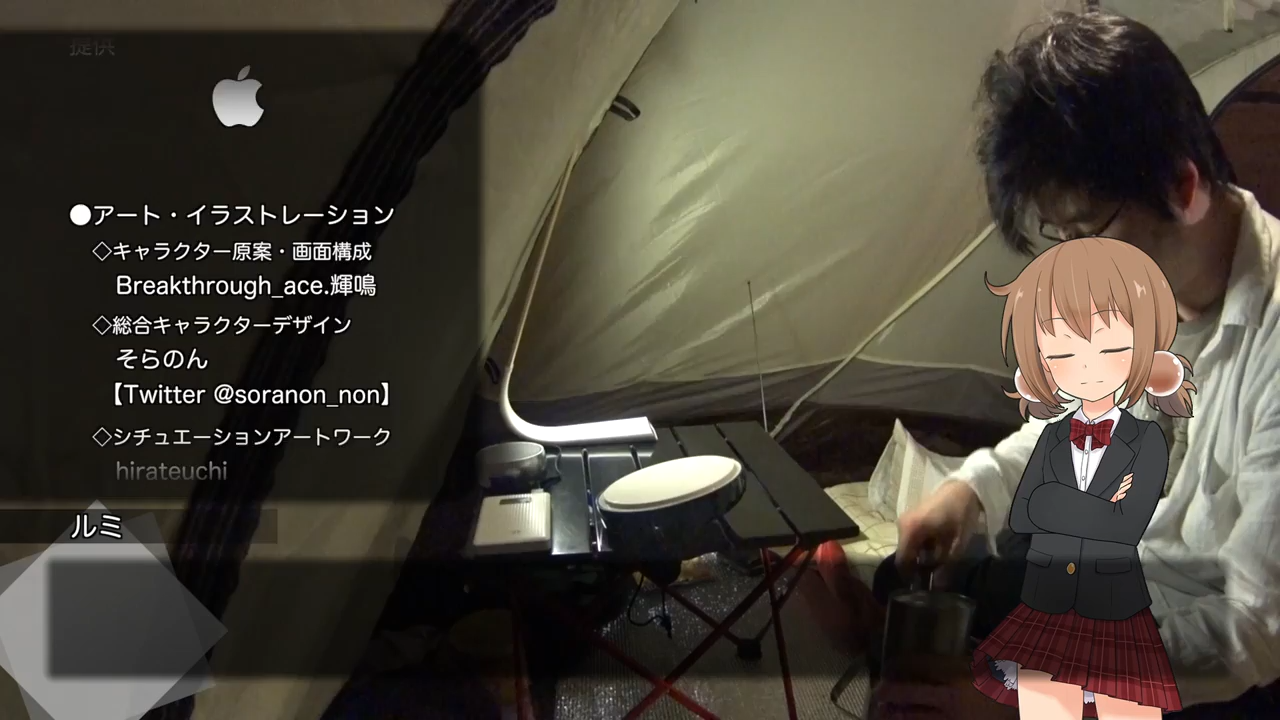 提供
●アート・イラストレーション
◇キャラクター原案・画面構成
Breakthrough_ace.輝鳴
◇総合キャラクターデザイン
そらのん
【Twitter @soranon_non】
◇シチュエーションアートワーク
hirateuchi
ルミ